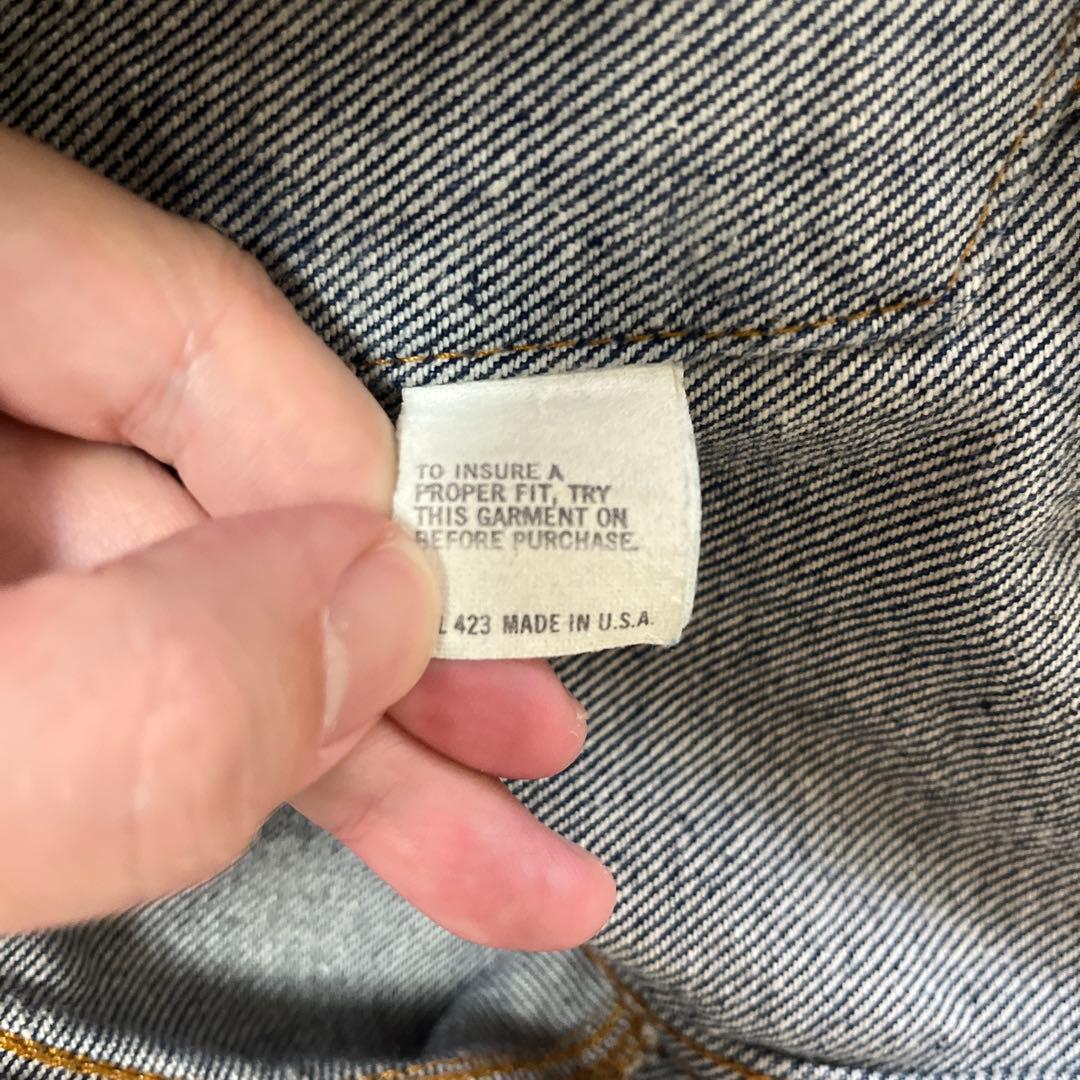 TO INSURE A
PROPER FIT, TRY
THIS GARMENT ON
BEFORE PURCHASE.
423 MADE IN U.S.A.